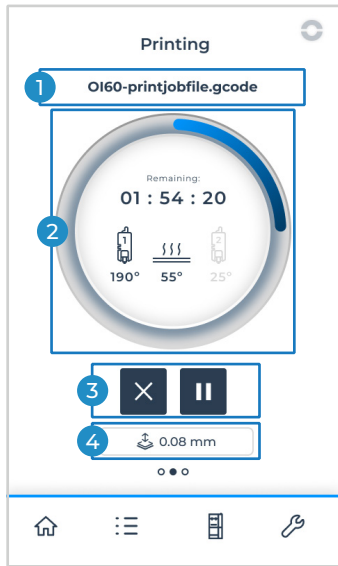 Printing
1
OI60-printjobfile.gcode
Remaining:
01 : 54 : 20
2
1
2
190° 55° 25°
3
4
0.08 mm